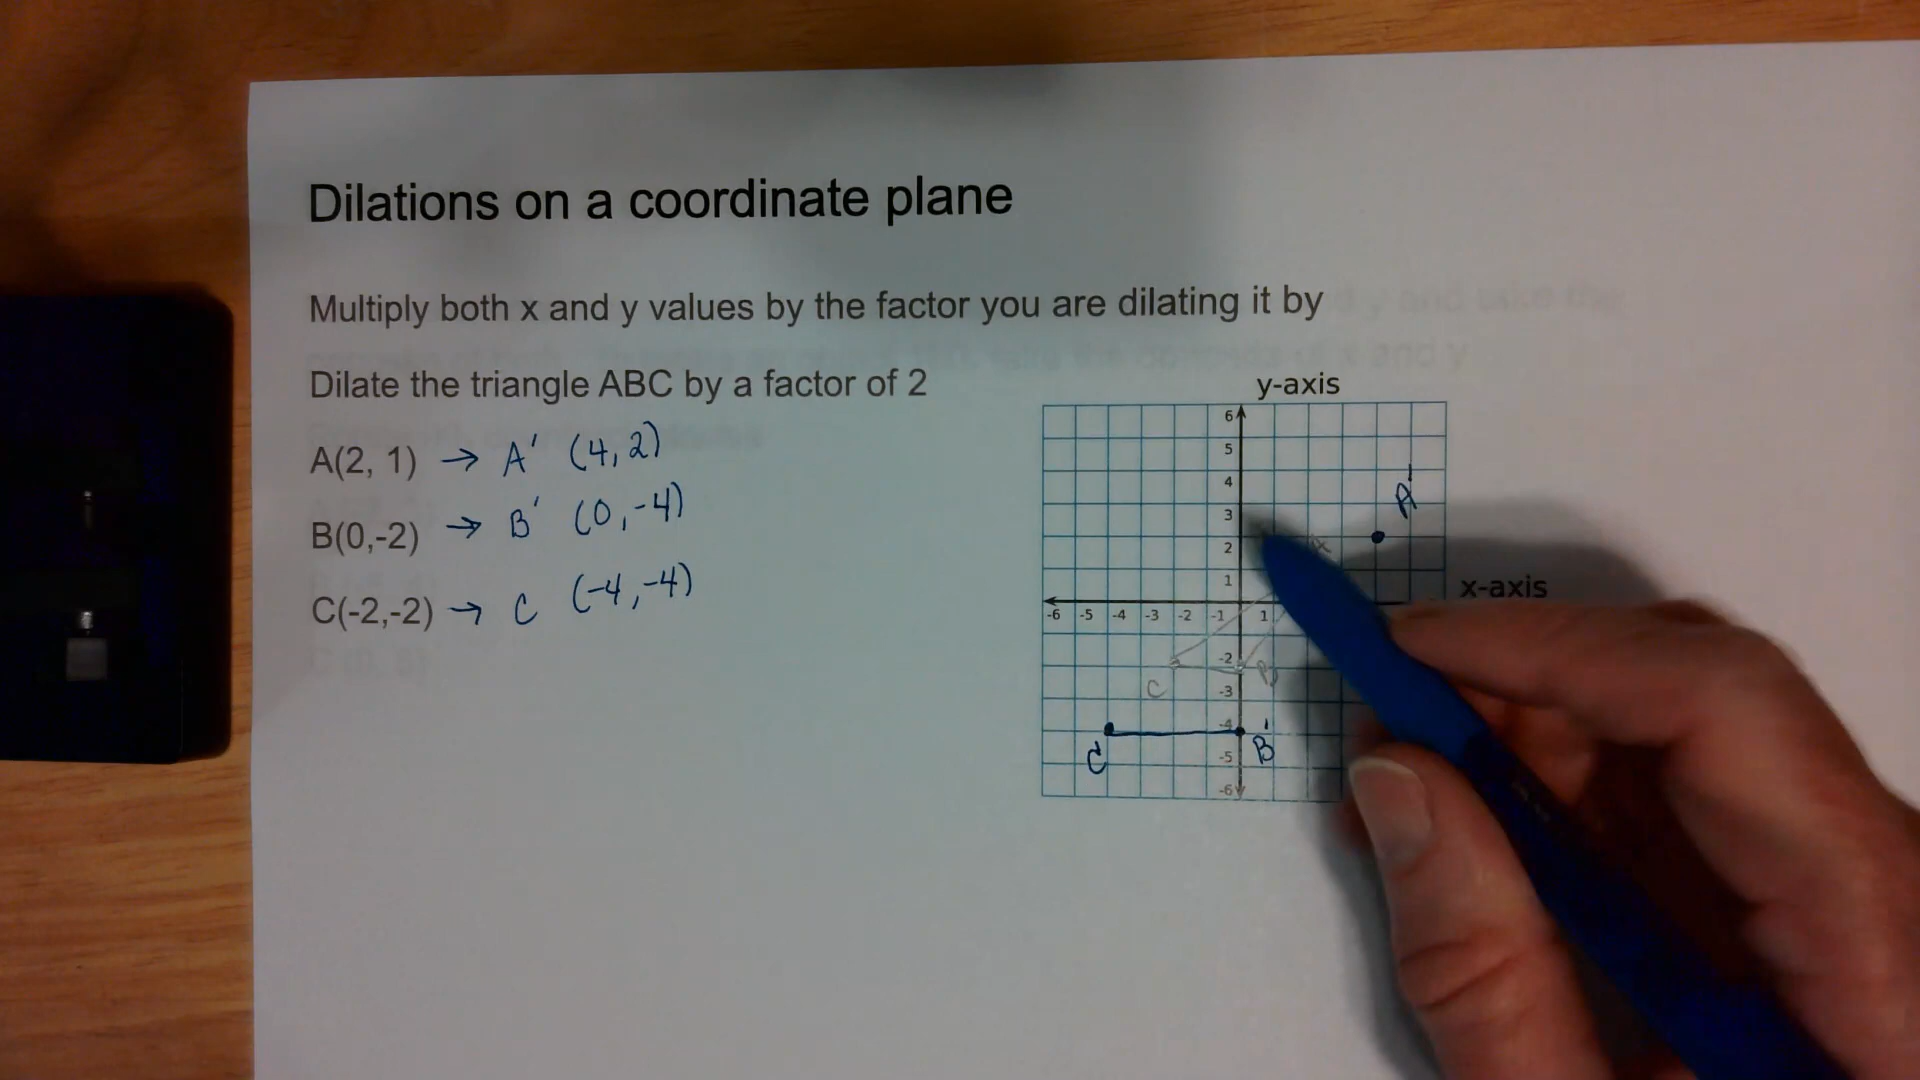 Dilations on a coordinate plane
Multiply both x and y values by the factor you are dilating it by
Dilate the triangle ABC by a factor of 2
A(2, 1) → A' (4,2)
B(0,-2) → B' (0,-4)
C(-2,-2) → C (-4,-4)
y-axis
6
5
4
A'
3
2
1
x-axis
-6 -5 -4 -3 -2 -1 1
-2
B
C
-3
-4
B'
C'
-5
-6